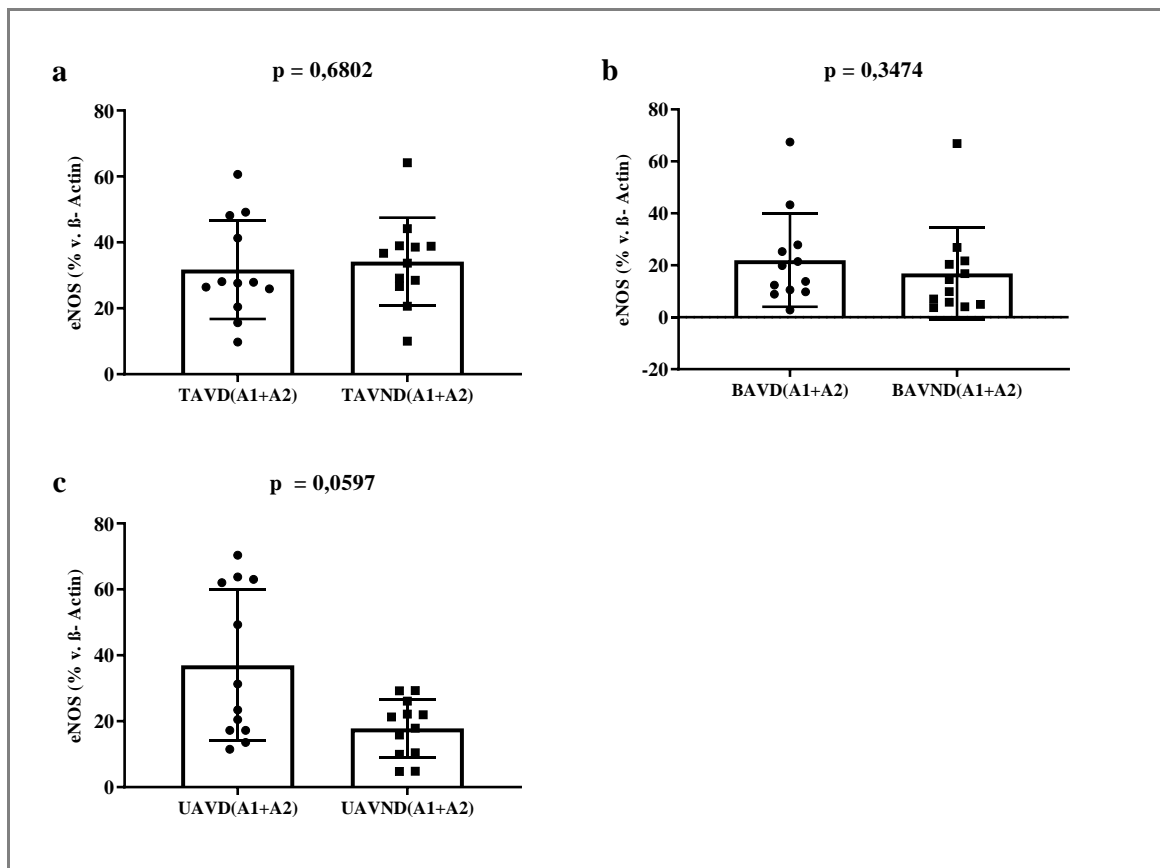 a
p = 0,6802
eNOS (% v. ß- Actin)
80
60
40
20
0
TAVD(A1+A2) TAVND(A1+A2)
b
p = 0,3474
eNOS (% v. ß- Actin)
80
60
40
20
0
-20
BAVD(A1+A2) BAVND(A1+A2)
c
p = 0,0597
eNOS (% v. ß- Actin)
80
60
40
20
0
UAVD(A1+A2) UAVND(A1+A2)